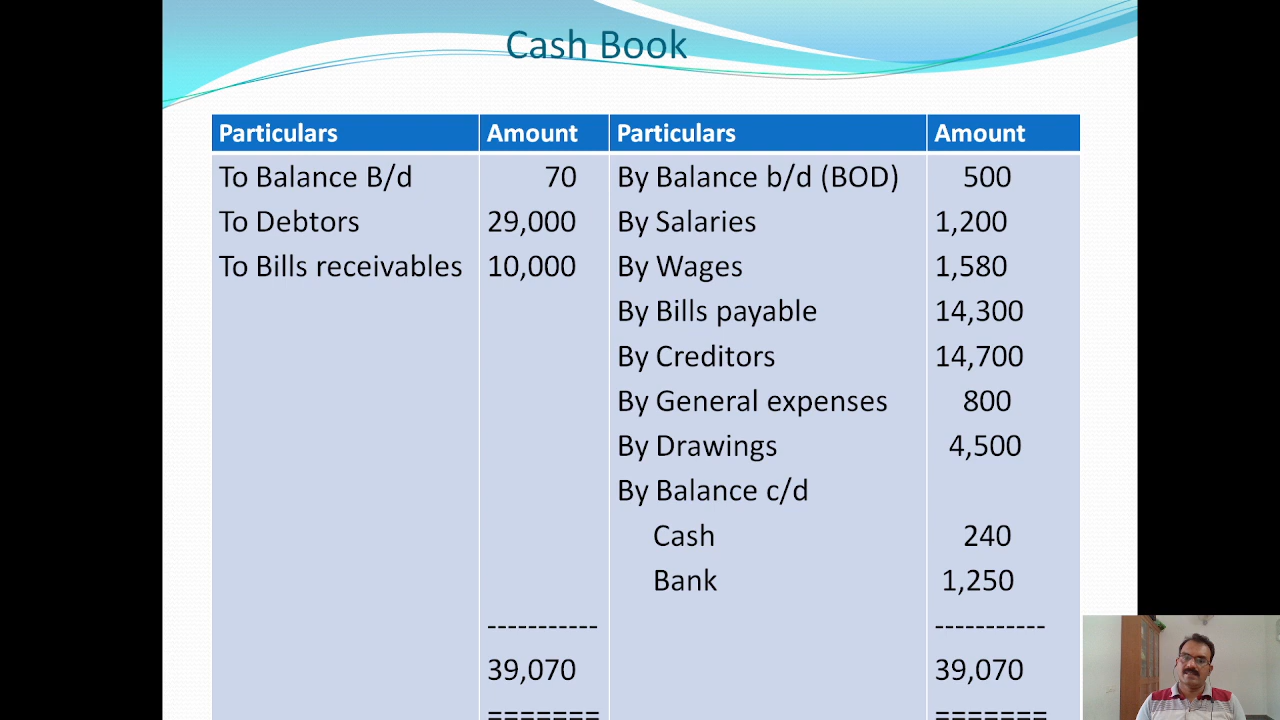 Cash Book
Particulars Amount Particulars Amount
To Balance B/d 70 By Balance b/d (BOD) 500
To Debtors 29,000 By Salaries 1,200
To Bills receivables 10,000 By Wages 1,580
By Bills payable 14,300
By Creditors 14,700
By General expenses 800
By Drawings 4,500
By Balance c/d
Cash 240
Bank 1,250
----------- -----------
39,070 39,070
======= =======